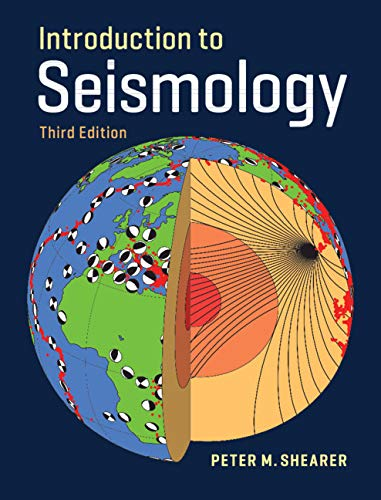 Introduction to
Seismology
Third Edition
PETER M. SHEARER